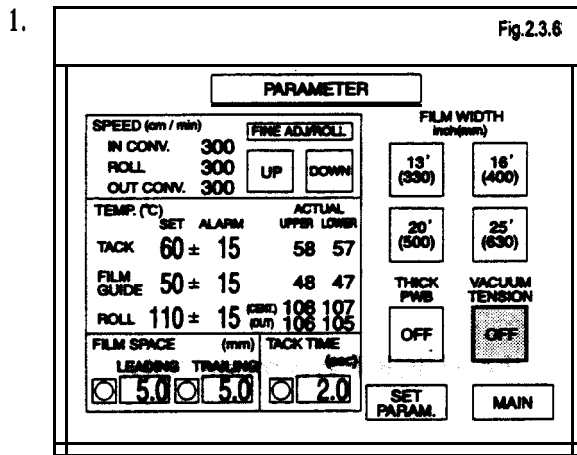 1.
Fig.2.3.6
PARAMETER
SPEED (cm / min)
FINE ADJ/ROLL
IN CONV. 300
ROLL 300
OUT CONV. 300
UP
DOWN
TEMP. (°C)
SET ALARM
ACTUAL
UPPER LOWER
TACK 60 ± 15 58 57
FILM
GUIDE 50 ± 15 48 47
ROLL 110 ± 15 (CENT.) 108 107
(OUT) 106 105
FILM SPACE (mm)
LEADING TRAILING
5.0 5.0
TACK TIME
(sec)
2.0
FILM WIDTH
inch(mm)
13'
(330)
16'
(400)
20'
(500)
25'
(630)
THICK
PWB
OFF
VACUUM
TENSION
OFF
SET
PARAM.
MAIN